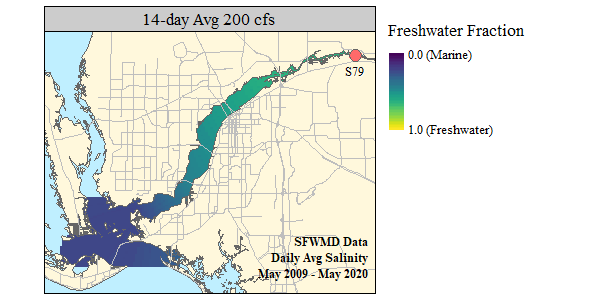 14-day Avg 200 cfs
Freshwater Fraction
0.0 (Marine)
1.0 (Freshwater)
S79
SFWMD Data
Daily Avg Salinity
May 2009 - May 2020